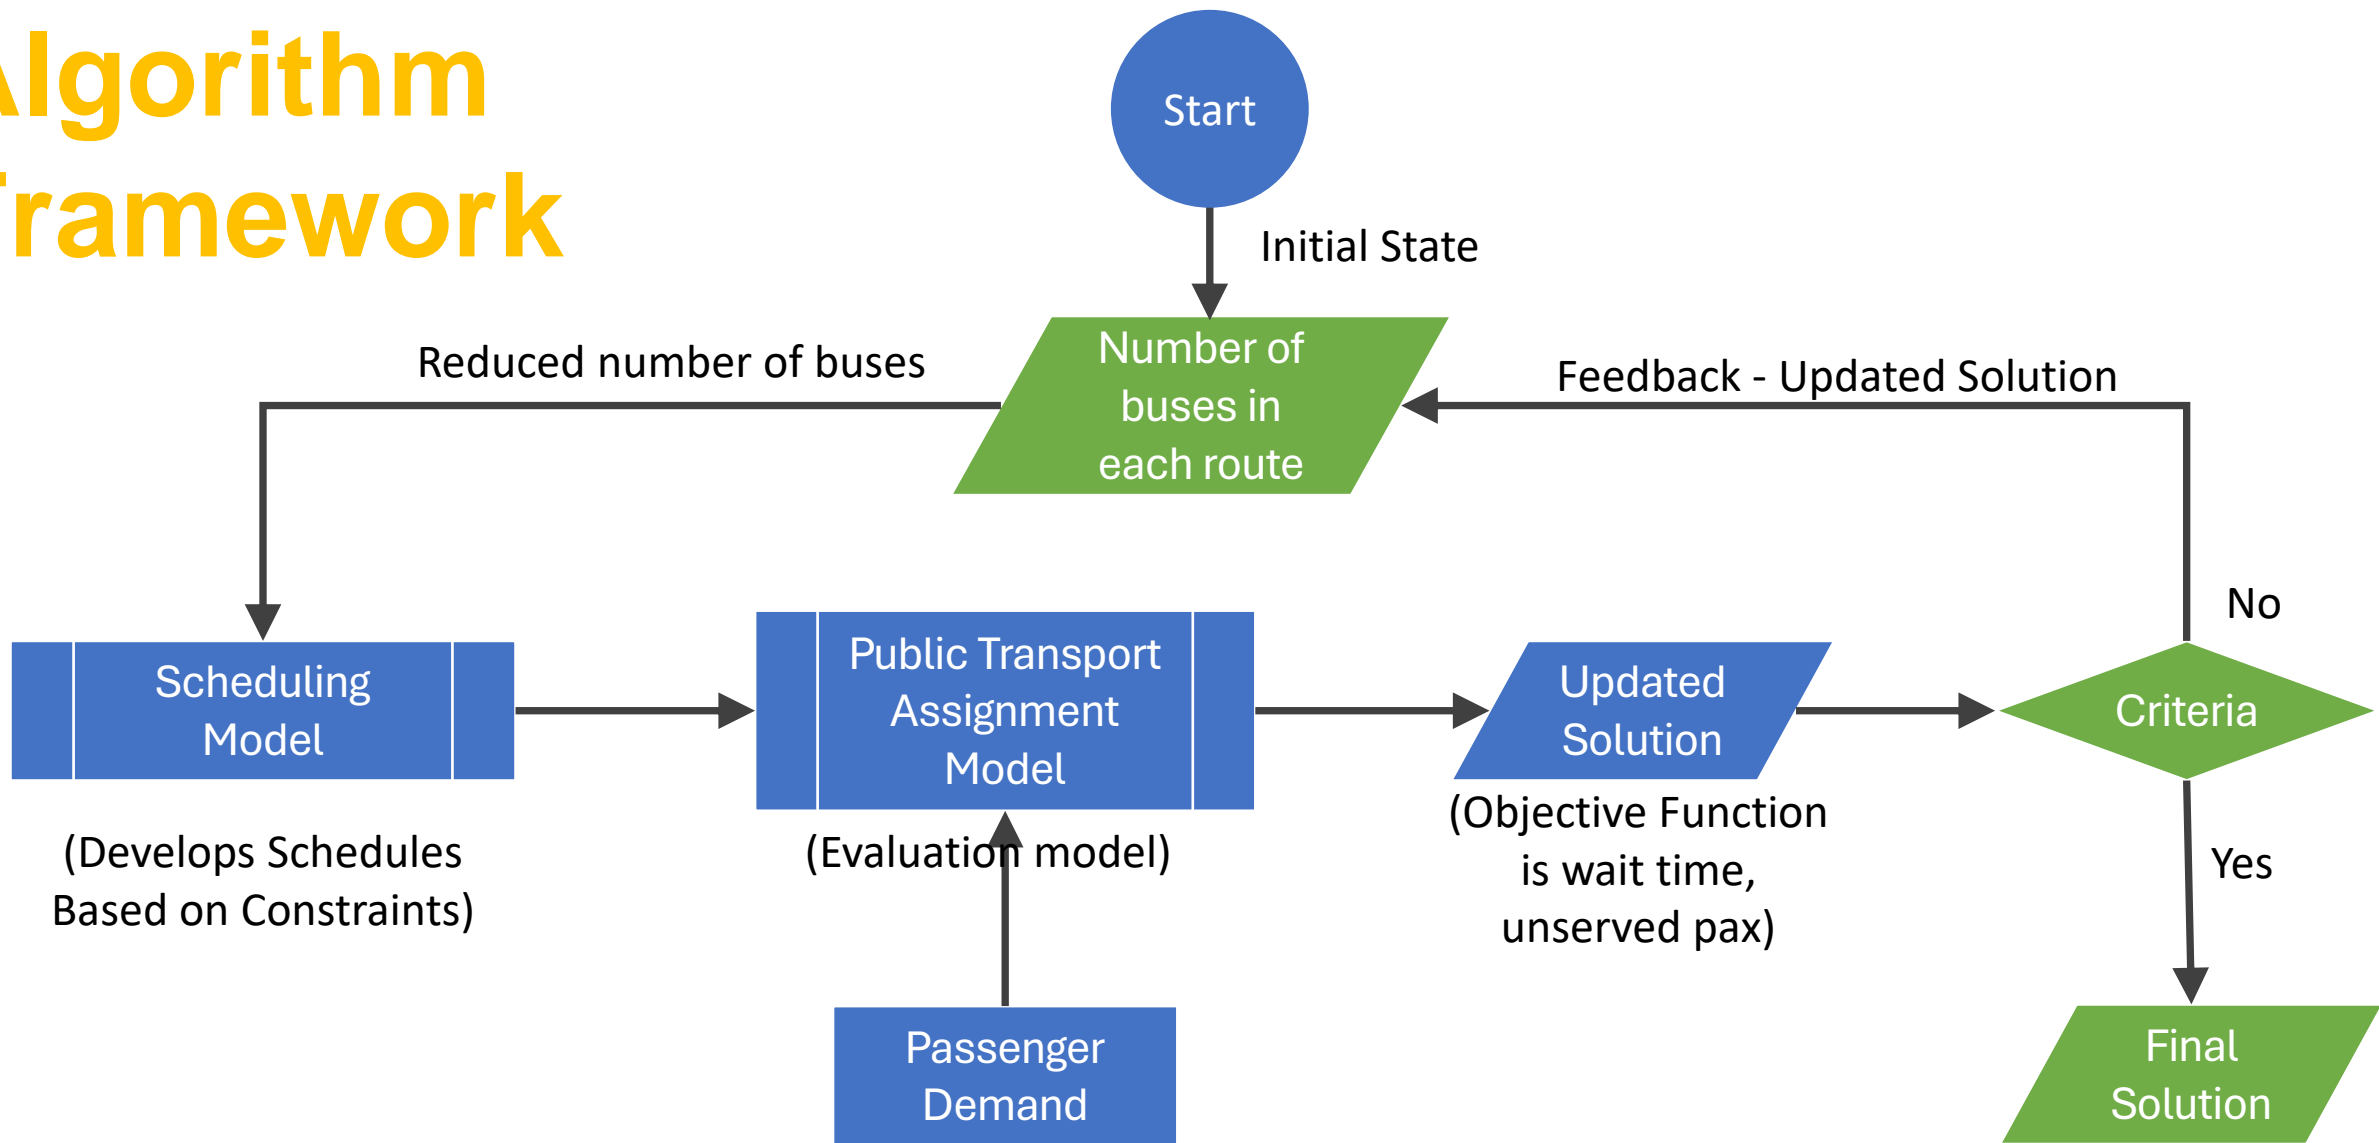 Algorithm
Framework
Start
Initial State
Number of
buses in
each route
Reduced number of buses
Feedback - Updated Solution
No
Scheduling
Model
Public Transport
Assignment
Model
Updated
Solution
Criteria
(Develops Schedules
Based on Constraints)
(Evaluation model)
(Objective Function
is wait time,
unserved pax)
Yes
Passenger
Demand
Final
Solution